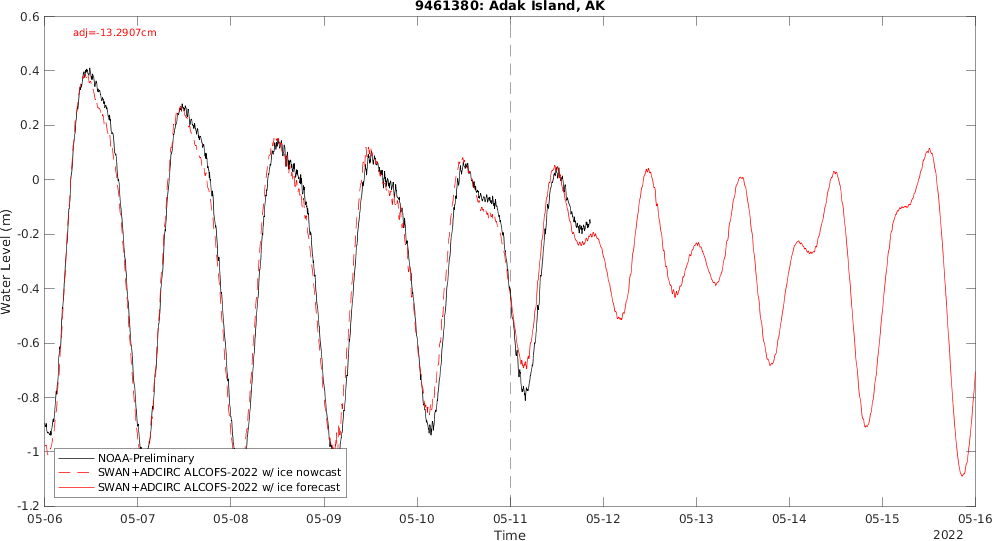 9461380: Adak Island, AK
adj=-13.2907cm
Water Level (m)
0.6
0.4
0.2
0
-0.2
-0.4
-0.6
-0.8
-1
-1.2
NOAA-Preliminary
SWAN+ADCIRC ALCOFS-2022 w/ ice nowcast
SWAN+ADCIRC ALCOFS-2022 w/ ice forecast
05-06 05-07 05-08 05-09 05-10 05-11 05-12 05-13 05-14 05-15 05-16
Time
2022